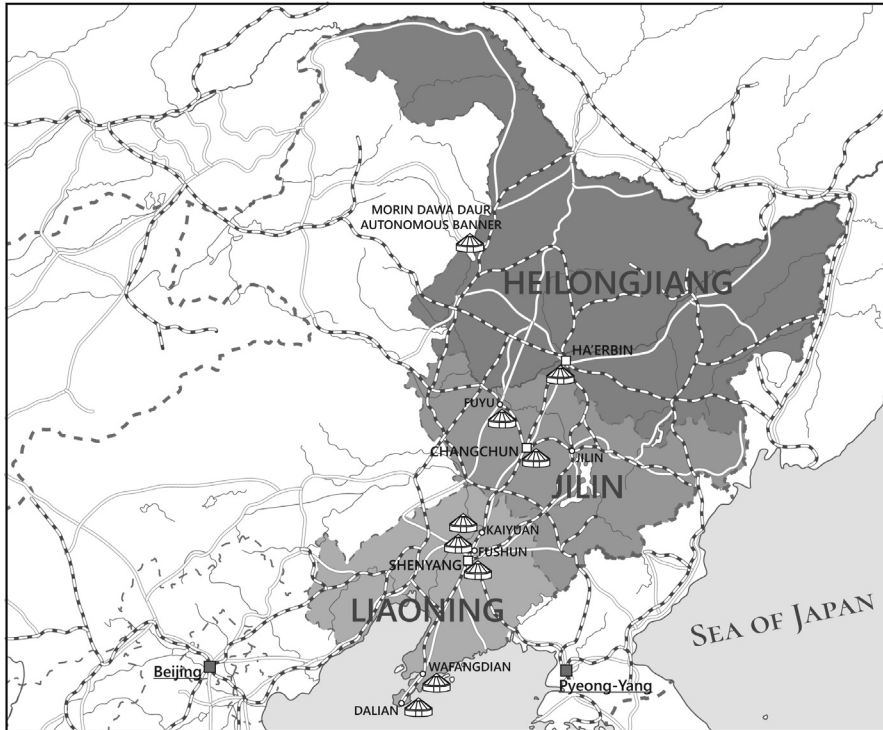 MORIN DAWA DAUR
AUTONOMOUS BANNER
HEILONGJIANG
HA'ERBIN
FUYU
CHANGCHUN
JILIN
JILIN
KAIYUAN
FUSHUN
SHENYANG
LIAONING
SEA OF JAPAN
Beijing
WAFANGDIAN
Pyeong-Yang
DALIAN